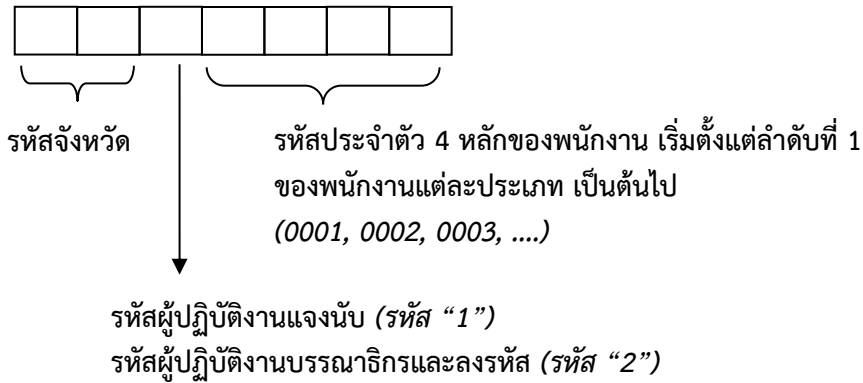 รหัสจังหวัด
รหัสประจำตัว 4 หลักของพนักงาน เริ่มตั้งแต่ลำดับที่ 1
ของพนักงานแต่ละประเภท เป็นต้นไป
(0001, 0002, 0003, ....)
รหัสผู้ปฏิบัติงานแจงนับ (รหัส “1”)
รหัสผู้ปฏิบัติงานบรรณาธิกรและลงรหัส (รหัส “2”)